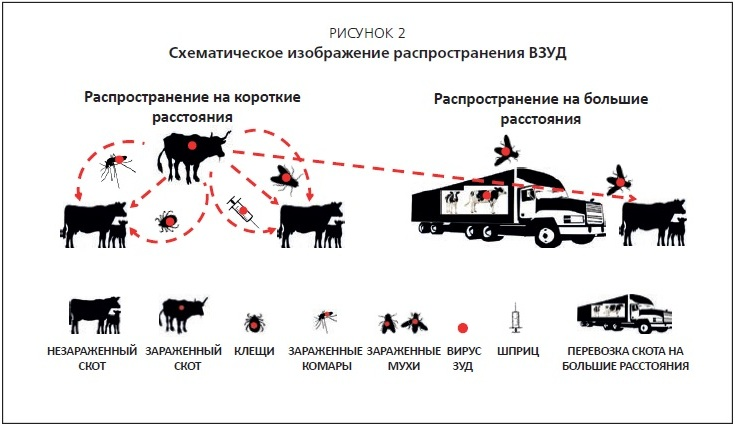 РИСУНОК 2
Схематическое изображение распространения ВЗУД
Распространение на короткие
расстояния
Распространение на большие
расстояния
НЕЗАРАЖЕННЫЙ
СКОТ
ЗАРАЖЕННЫЙ
СКОТ
КЛЕЩИ
ЗАРАЖЕННЫЕ
КОМАРЫ
ЗАРАЖЕННЫЕ
МУХИ
ВИРУС
ЗУД
ШПРИЦ
ПЕРЕВОЗКА СКОТА НА
БОЛЬШИЕ РАССТОЯНИЯ